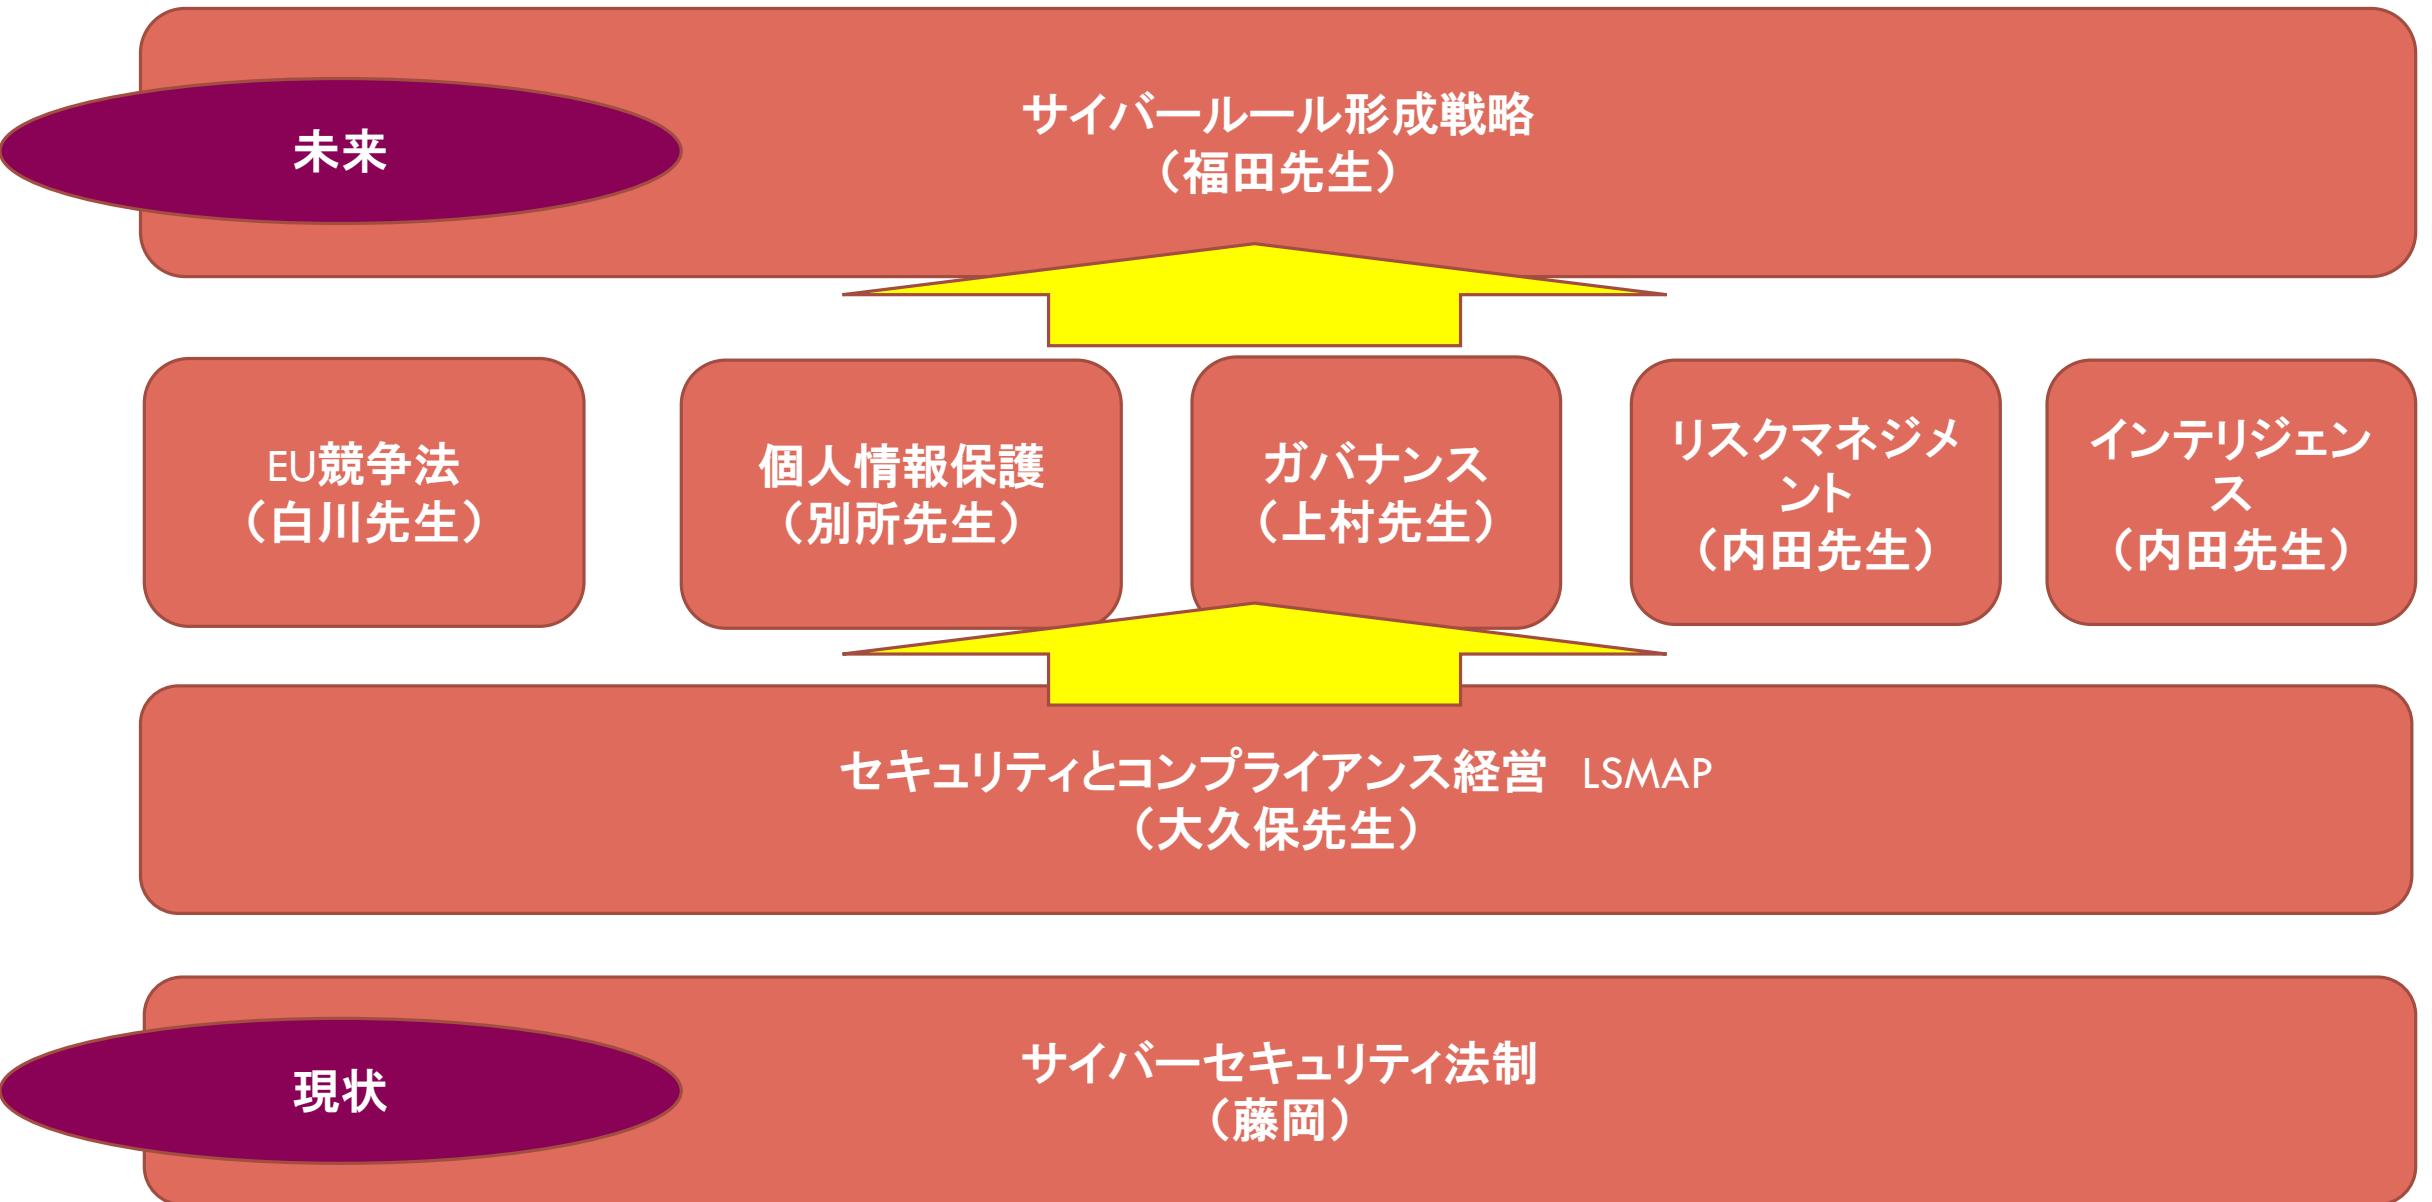 未来
サイバールール形成戦略
（福田先生）
EU競争法
（白川先生）
個人情報保護
（別所先生）
ガバナンス
（上村先生）
リスクマネジメ
ント
（内田先生）
インテリジェン
ス
（内田先生）
セキュリティとコンプライアンス経営　LSMAP
（大久保先生）
現状
サイバーセキュリティ法制
（藤岡）